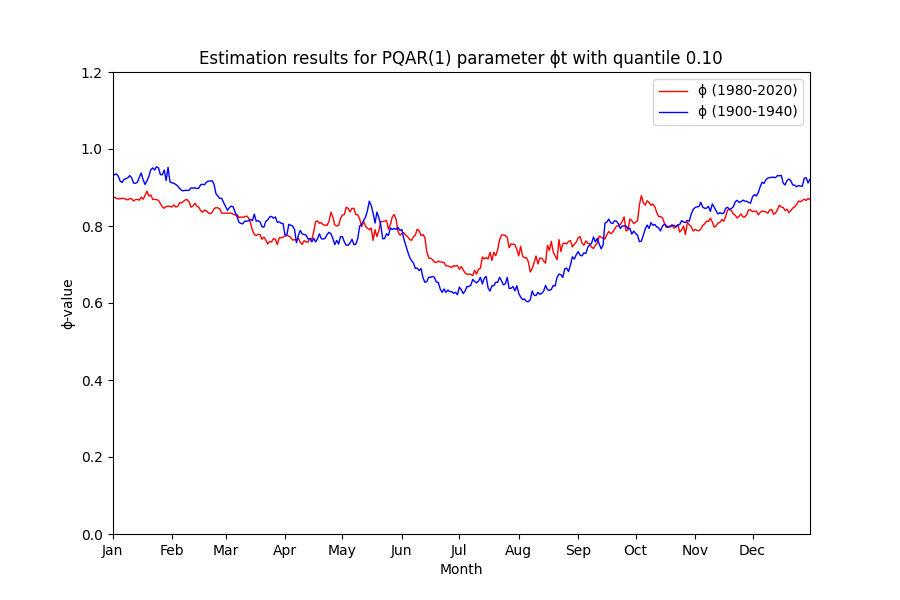 Estimation results for PQAR(1) parameter ϕt with quantile 0.10
ϕ (1980-2020)
ϕ (1900-1940)
1.2
1.0
0.8
0.6
0.4
0.2
0.0
ϕ-value
Jan Feb Mar Apr May Jun Jul Aug Sep Oct Nov Dec
Month